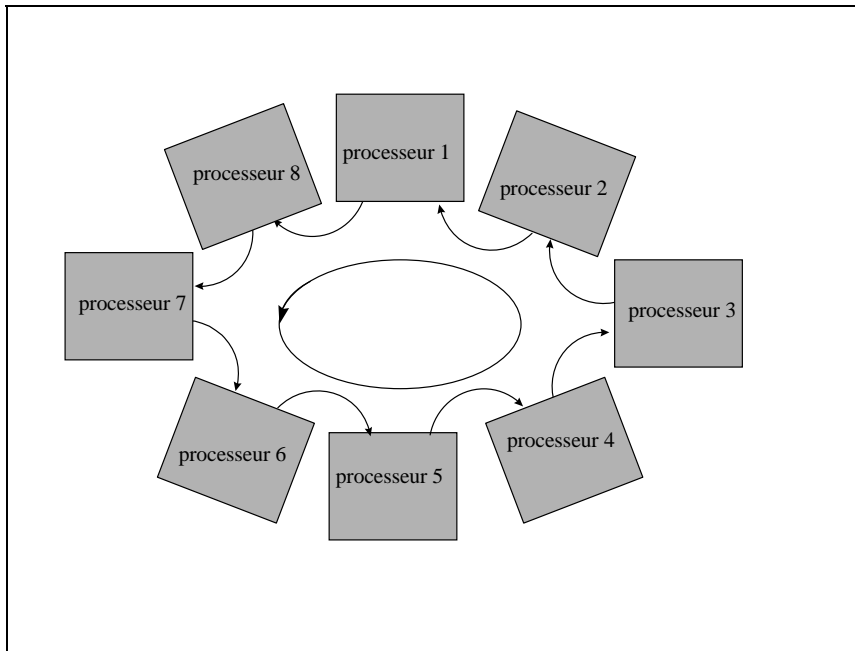 processeur 1
processeur 2
processeur 3
processeur 4
processeur 5
processeur 6
processeur 7
processeur 8